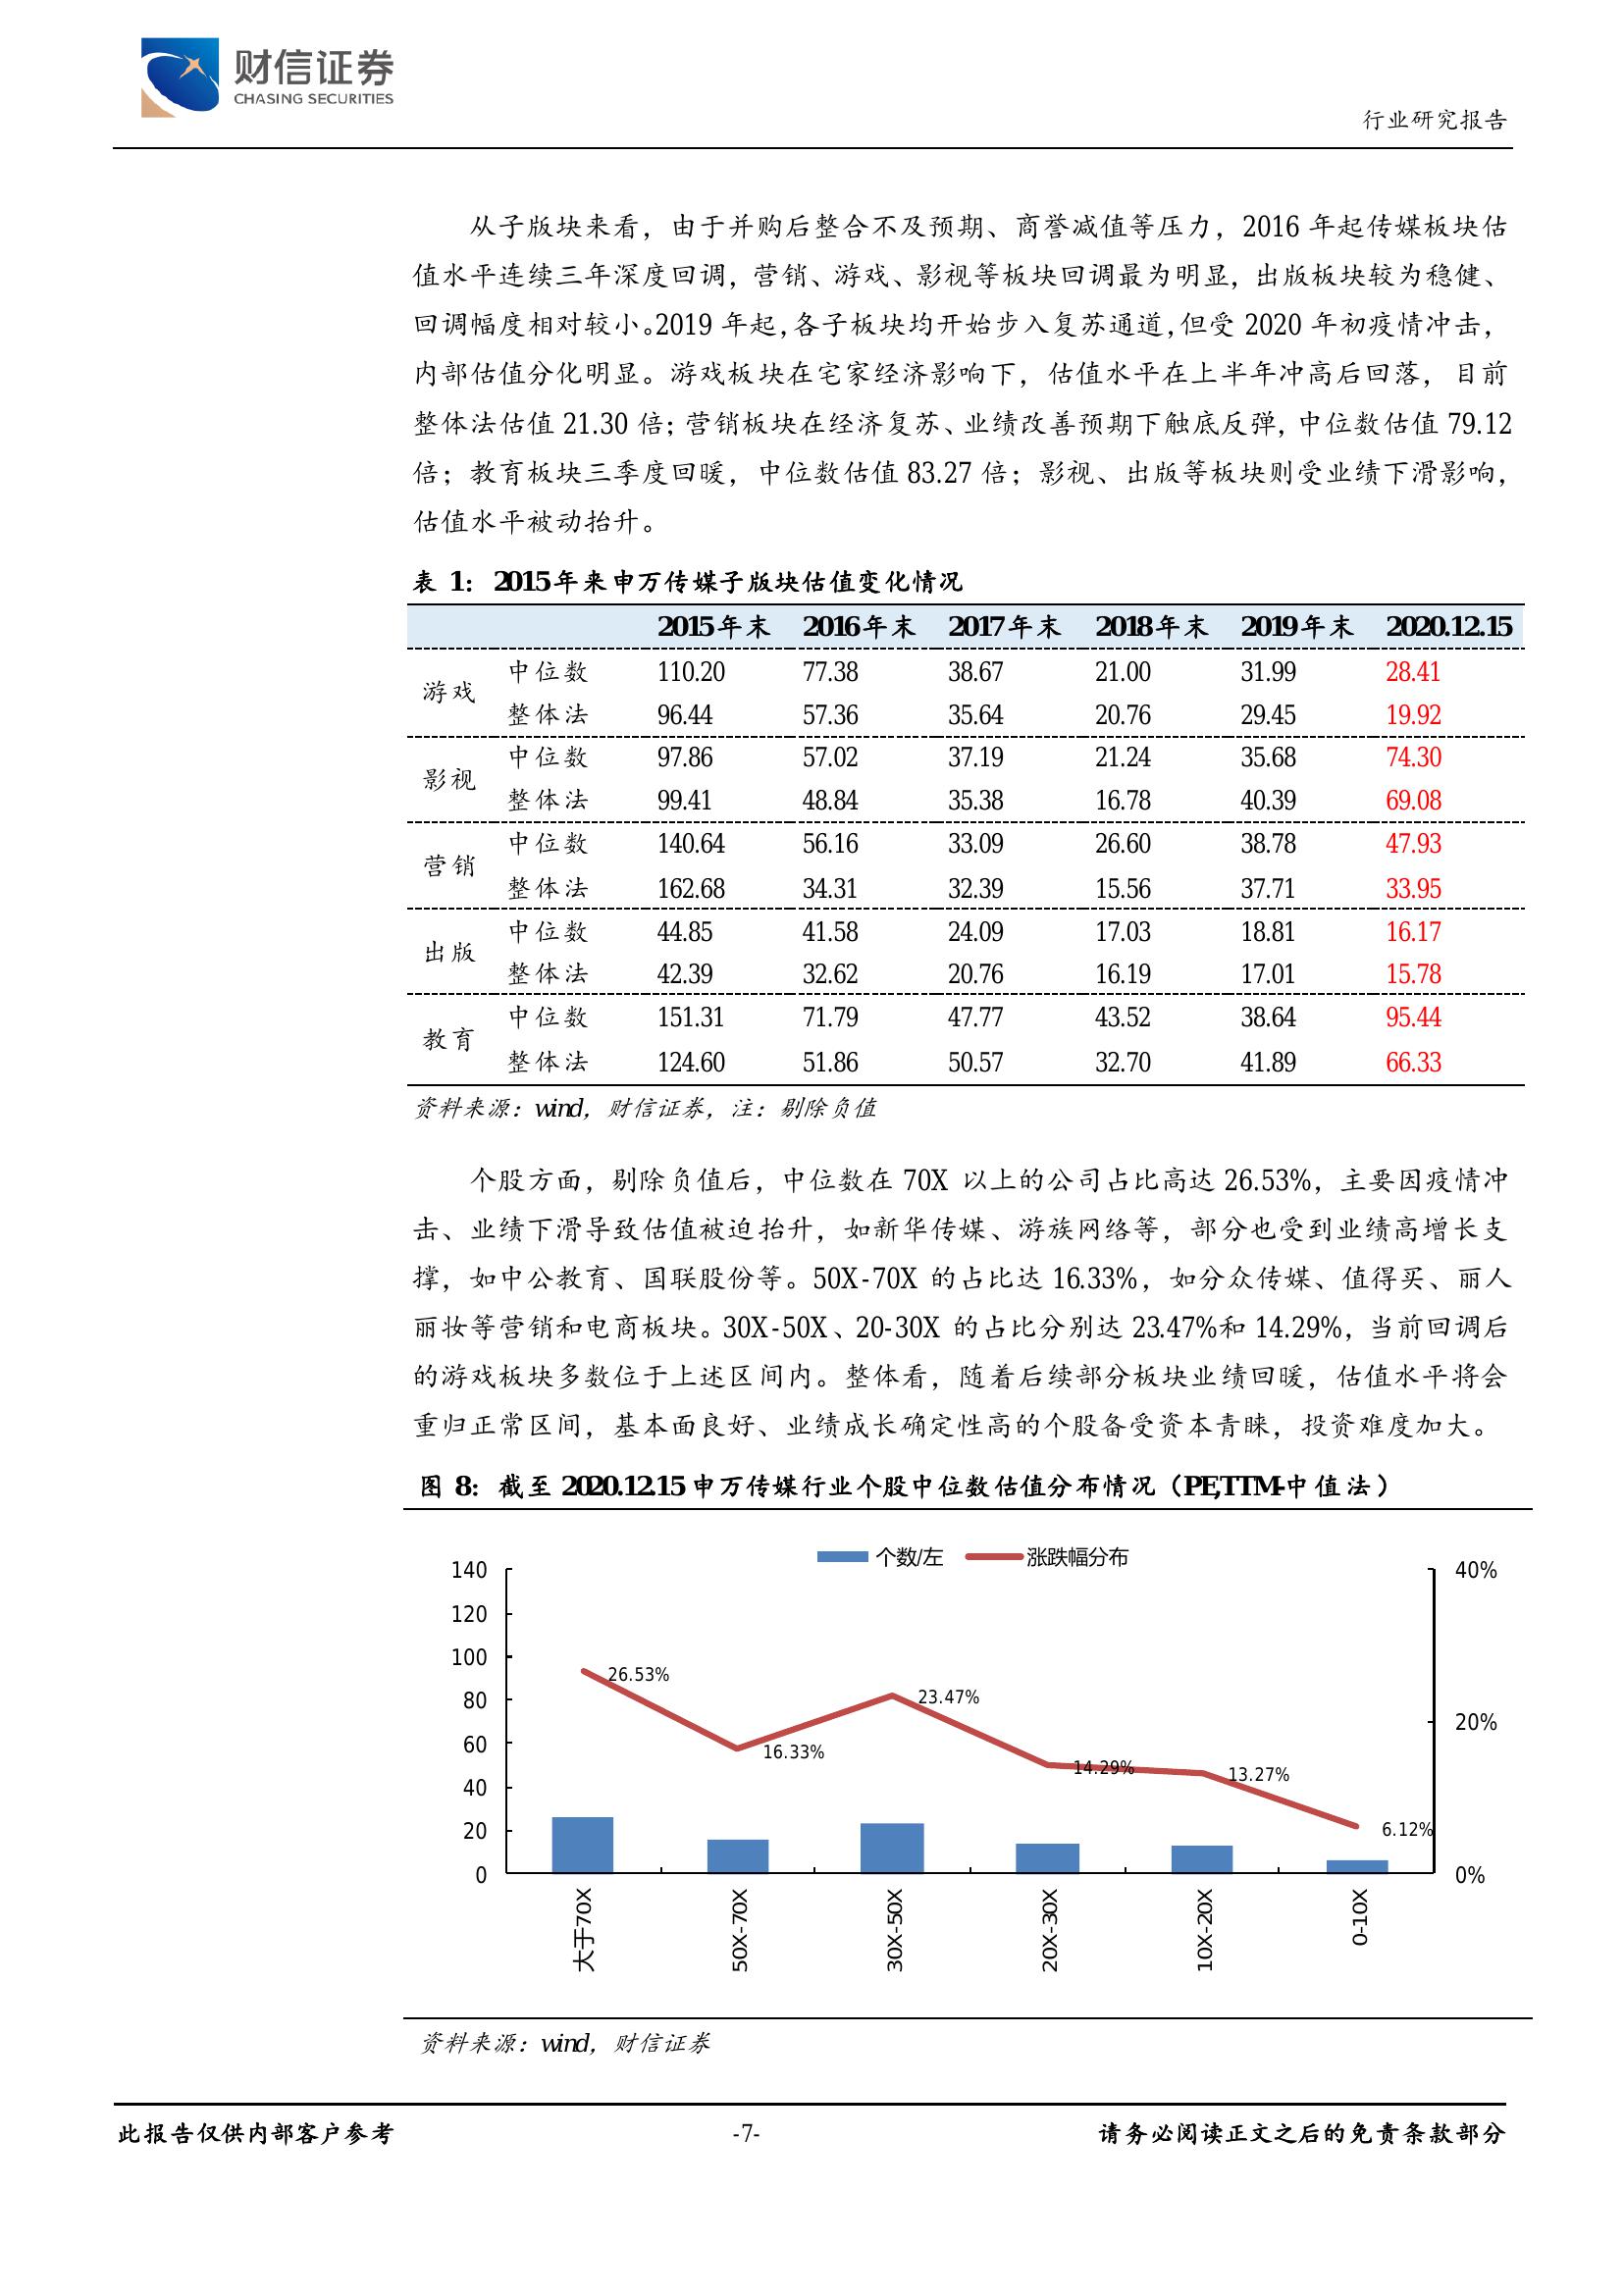 财信证券
CHASING SECURITIES
行业研究报告
从子版块来看，由于并购后整合不及预期、商誉减值等压力，2016 年起传媒板块估
值水平连续三年深度回调，营销、游戏、影视等板块回调最为明显，出版板块较为稳健、
回调幅度相对较小。2019 年起，各子板块均开始步入复苏通道，但受 2020 年初疫情冲击，
内部估值分化明显。游戏板块在宅家经济影响下，估值水平在上半年冲高后回落，目前
整体法估值 21.30 倍；营销板块在经济复苏、业绩改善预期下触底反弹，中位数估值 79.12
倍；教育板块三季度回暖，中位数估值 83.27 倍；影视、出版等板块则受业绩下滑影响，
估值水平被动抬升。
表 1：2015 年来申万传媒子版块估值变化情况
2015 年末 2016 年末 2017 年末 2018 年末 2019 年末 2020.12.15
游戏 中位数 110.20 77.38 38.67 21.00 31.99 28.41
整体法 96.44 57.36 35.64 20.76 29.45 19.92
影视 中位数 97.86 57.02 37.19 21.24 35.68 74.30
整体法 99.41 48.84 35.38 16.78 40.39 69.08
营销 中位数 140.64 56.16 33.09 26.60 38.78 47.93
整体法 162.68 34.31 32.39 15.56 37.71 33.95
出版 中位数 44.85 41.58 24.09 17.03 18.81 16.17
整体法 42.39 32.62 20.76 16.19 17.01 15.78
教育 中位数 151.31 71.79 47.77 43.52 38.64 95.44
整体法 124.60 51.86 50.57 32.70 41.89 66.33
资料来源：wind，财信证券，注：剔除负值
个股方面，剔除负值后，中位数在 70X 以上的公司占比高达 26.53%，主要因疫情冲
击、业绩下滑导致估值被迫抬升，如新华传媒、游族网络等，部分也受到业绩高增长支
撑，如中公教育、国联股份等。50X-70X 的占比达 16.33%，如分众传媒、值得买、丽人
丽妆等营销和电商板块。30X-50X、20-30X 的占比分别达 23.47%和 14.29%，当前回调后
的游戏板块多数位于上述区间内。整体看，随着后续部分板块业绩回暖，估值水平将会
重归正常区间，基本面良好、业绩成长确定性高的个股备受资本青睐，投资难度加大。
图 8：截至 2020.12.15 申万传媒行业个股中位数估值分布情况（PE,TTM-中值法）
个数/左 涨跌幅分布
140 40%
120
100
80
60 20%
40
20
0 0%
26.53%
16.33%
23.47%
14.29%
13.27%
6.12%
大于70X
50X-70X
30X-50X
20X-30X
10X-20X
0-10X
资料来源：wind，财信证券
此报告仅供内部客户参考 -7- 请务必阅读正文之后的免责条款部分